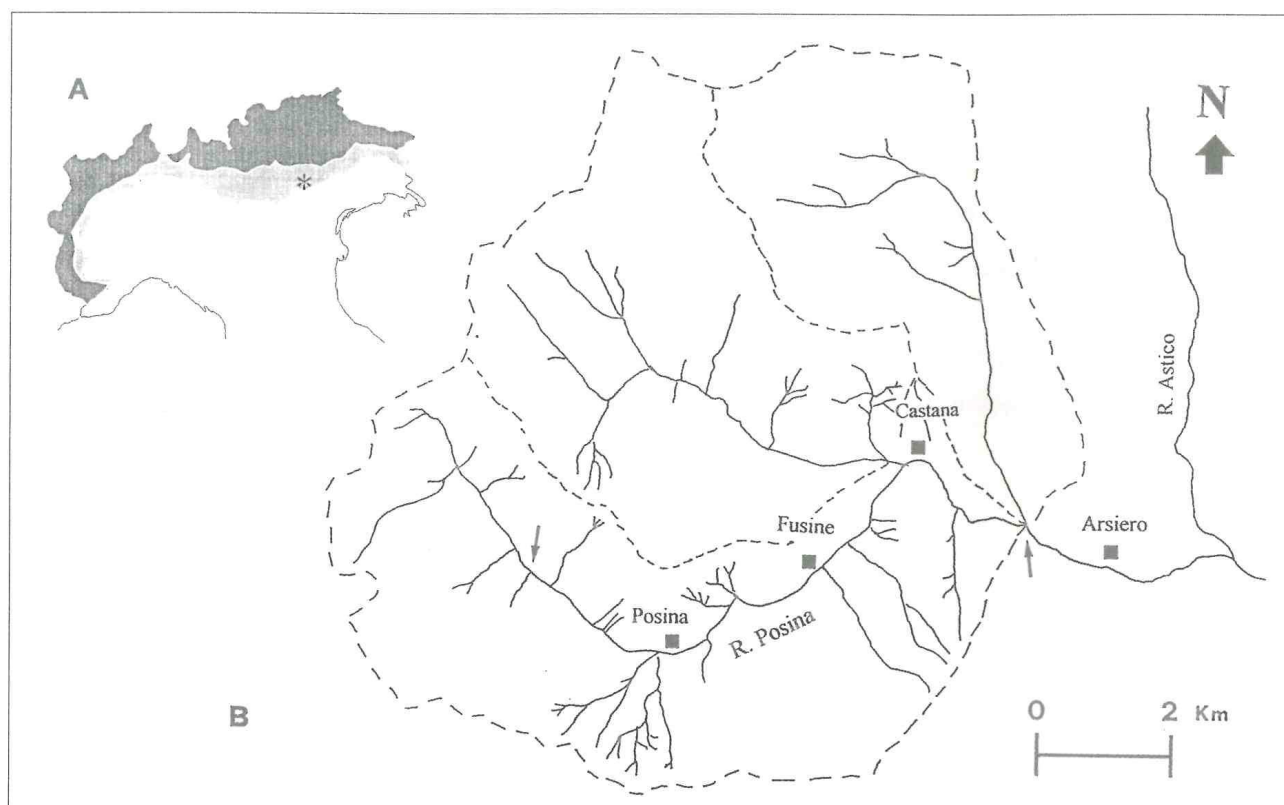 A
N
*
R. Astico
Castana
Fusine
Arsiero
Posina
R. Posina
B
0 2 Km